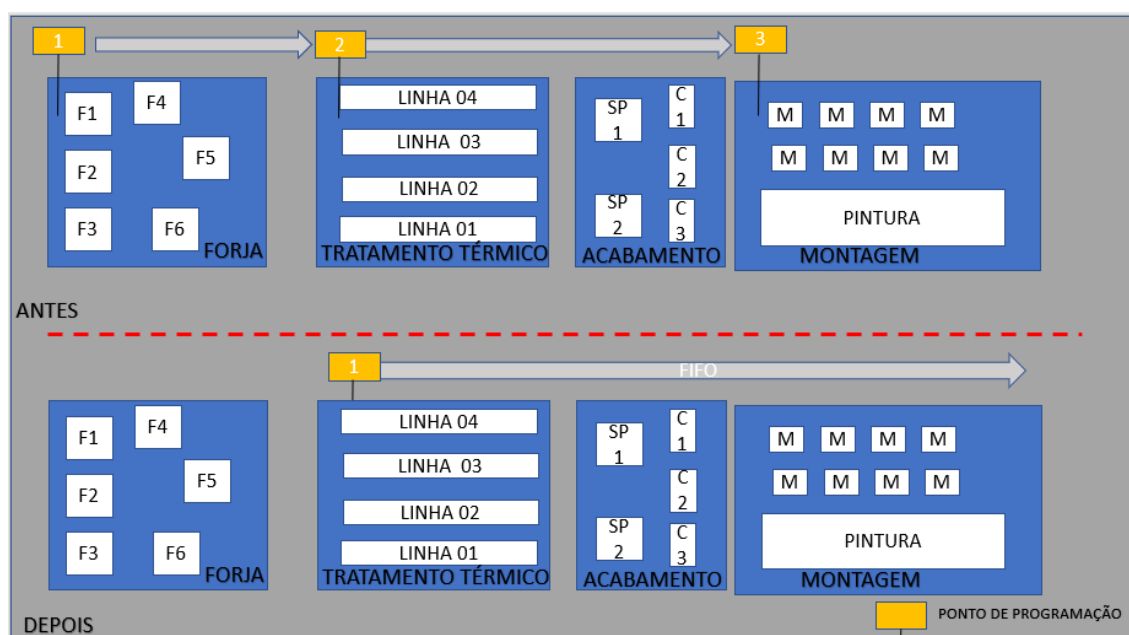 1
2
3
F1
F4
F2
F5
F3
F6
FORJA
LINHA 04
LINHA  03
LINHA 02
LINHA 01
TRATAMENTO TÉRMICO
SP
1
C
1
C
2
SP
2
C
3
ACABAMENTO
M M M M
M M M M
PINTURA
MONTAGEM
ANTES
1
FIFO
F1
F4
F2
F5
F3
F6
FORJA
LINHA 04
LINHA  03
LINHA 02
LINHA 01
TRATAMENTO TÉRMICO
SP
1
C
1
C
2
SP
2
C
3
ACABAMENTO
M M M M
M M M M
PINTURA
MONTAGEM
DEPOIS
1
PONTO DE PROGRAMAÇÃO